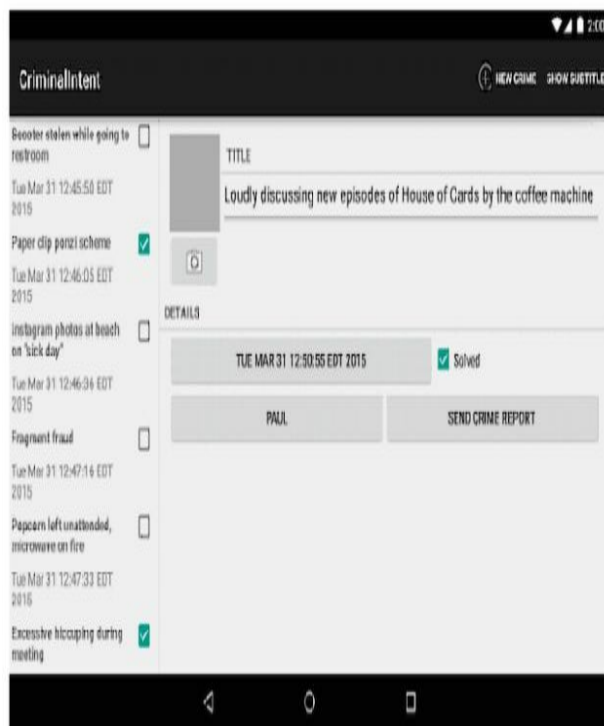 2:00
CriminalIntent
NEW CRIME SHOW SUBTITLE
Scooter stolen while going to
restroom
Tue Mar 31 12:45:50 EDT
2015
Paper clip ponzi scheme
Tue Mar 31 12:46:05 EDT
2015
Instagram photos at beach
on "sick day"
Tue Mar 31 12:46:36 EDT
2015
Fragment fraud
Tue Mar 31 12:47:16 EDT
2015
Popcorn left unattended,
microwave on fire
Tue Mar 31 12:47:33 EDT
2015
Excessive hiccuping during
meeting
TITLE
Loudly discussing new episodes of House of Cards by the coffee machine
DETAILS
TUE MAR 31 12:50:55 EDT 2015
Solved
PAUL
SEND CRIME REPORT